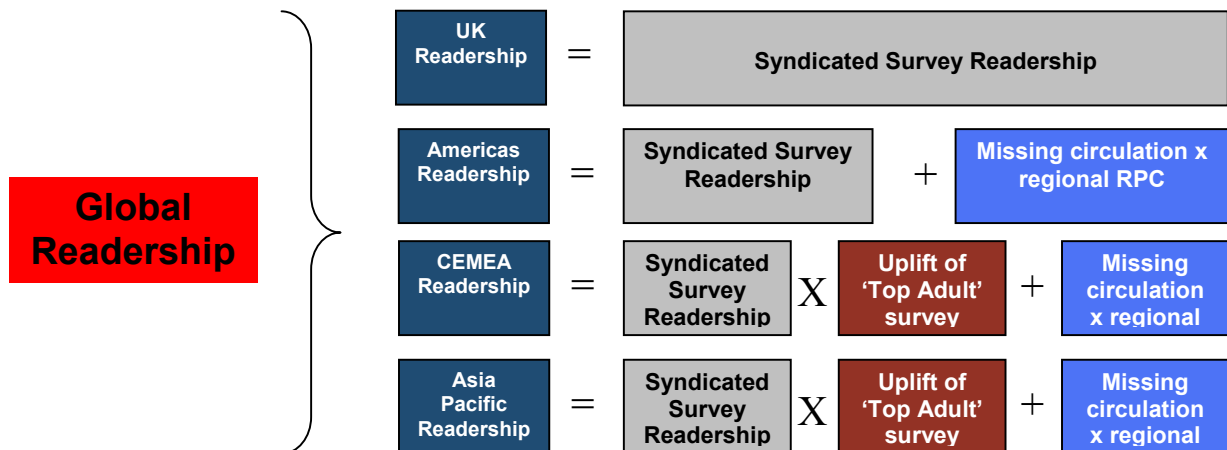 UK
Readership
=
Syndicated Survey Readership
Americas
Readership
=
Syndicated Survey
Readership
+
Missing circulation x
regional RPC
Global
Readership
CEMEA
Readership
=
Syndicated
Survey
Readership
X
Uplift of
‘Top Adult’
survey
+
Missing
circulation
x regional
Asia
Pacific
Readership
=
Syndicated
Survey
Readership
X
Uplift of
‘Top Adult’
survey
+
Missing
circulation
x regional